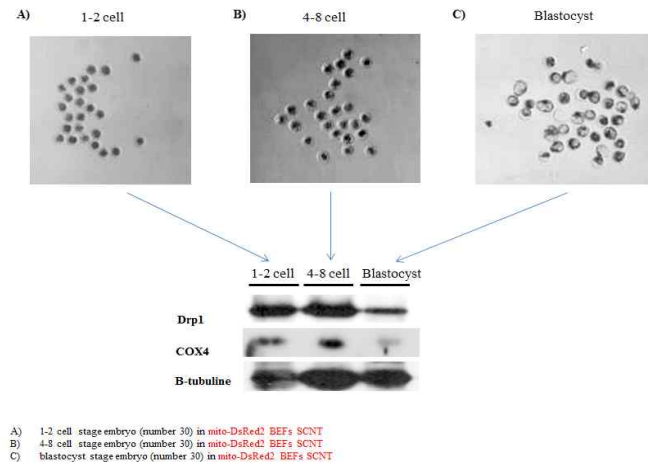 A)
1-2 cell
B)
4-8 cell
C)
Blastocyst
1-2 cell 4-8 cell Blastocyst
Drp1
COX4
B-tubuline
A) 1-2 cell stage embryo (number 30) in mito-DsRed2 BEFs SCNT
B) 4-8 cell stage embryo (number 30) in mito-DsRed2 BEFs SCNT
C) blastocyst stage embryo (number 30) in mito-DsRed2 BEFs SCNT